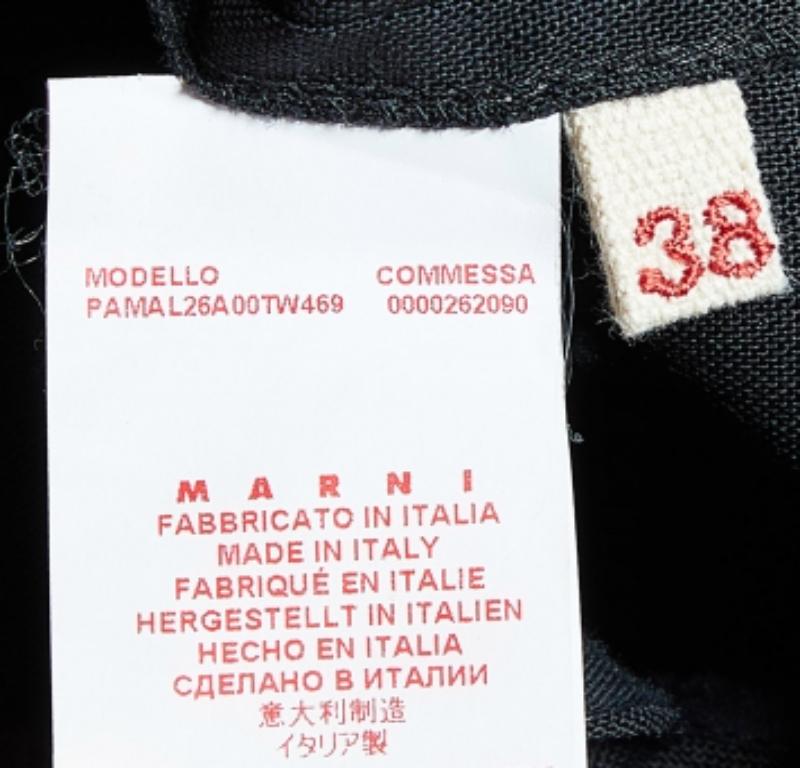 MODELLO COMMESSA
PAMAL26A00TW469 0000262090
38
MARNI
FABBRICATO IN ITALIA
MADE IN ITALY
FABRIQUÉ EN ITALIE
HERGESTELLT IN ITALIEN
HECHO EN ITALIA
СДЕЛАНО В ИТАЛИИ
意大利制造
イタリア製